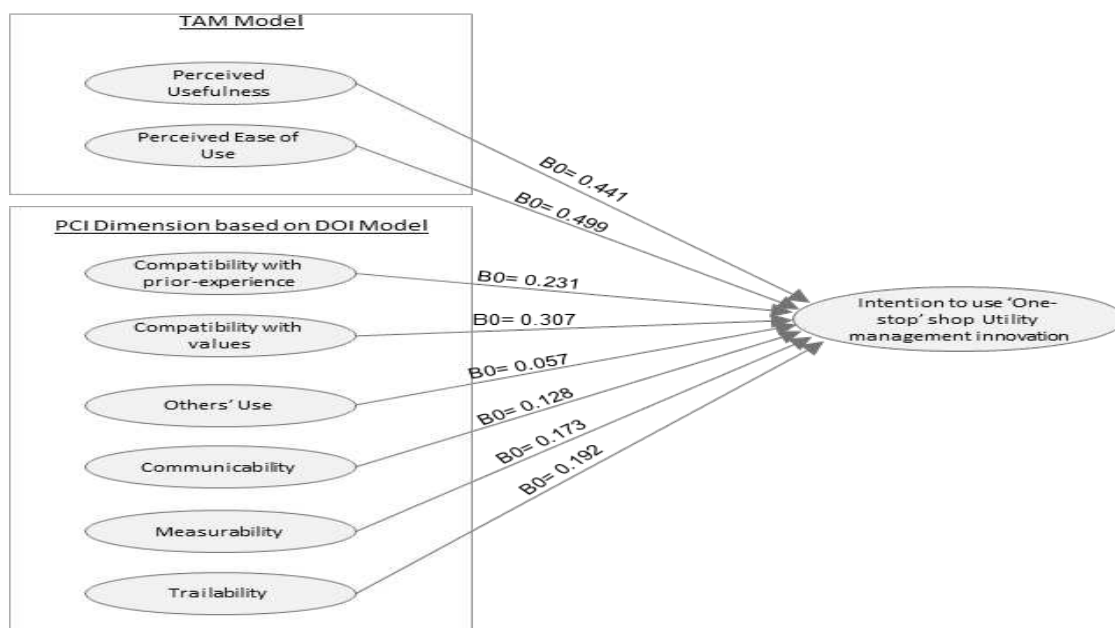 TAM Model
Perceived
Usefulness
Perceived Ease of
Use
B0= 0.441
B0= 0.499
PCI Dimension based on DOI Model
Compatibility with
prior-experience
B0= 0.231
Compatibility with
values
B0= 0.307
Others' Use
B0= 0.057
Communicability
B0= 0.128
Measurability
B0= 0.173
Trailability
B0= 0.192
Intention to use 'One-
stop' shop Utility
management innovation